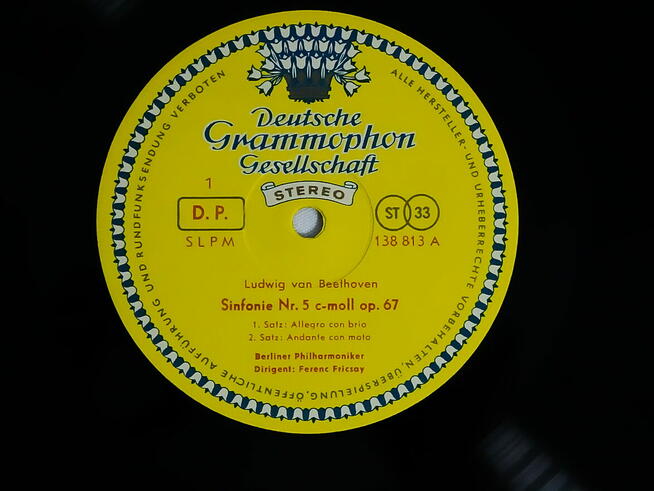 Deutsche
Grammophon
Gesellschaft
STEREO
1
D. P.
SLPM
ST 33
138 813 A
Ludwig van Beethoven
Sinfonie Nr. 5 c-moll op. 67
1. Satz: Allegro con brio
2. Satz: Andante con moto
Berliner Philharmoniker
Dirigent: Ferenc Fricsay
ALLE HERSTELLER- UND URHEBERRECHTE VORBEHALTEN, ÜBERSPIELUNG, ÖFFENTLICHE AUFFÜHRUNG UND RUNDFUNKSENDUNG VERBOTEN